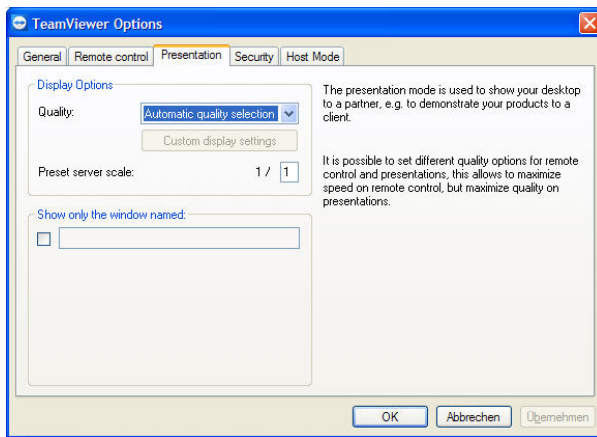 TeamViewer Options
General Remote control Presentation Security Host Mode
Display Options
Quality: Automatic quality selection
Custom display settings
Preset server scale: 1 / 1
Show only the window named:
The presentation mode is used to show your desktop
to a partner, e.g. to demonstrate your products to a
client.
It is possible to set different quality options for remote
control and presentations, this allows to maximize
speed on remote control, but maximize quality on
presentations.
OK Abbrechen Übernehmen